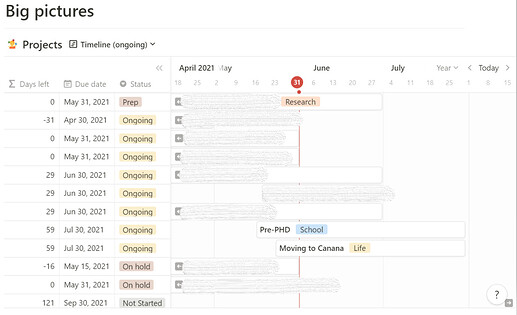 Big pictures
Projects Timeline (ongoing)
April 2021 May June July Year Today
Days left Due date Status
18 25 2 9 16 23 31 6 13 20 27 4 11 18 25 1 8 15
0 May 31, 2021 Prep Research
-31 Apr 30, 2021 Ongoing
0 May 31, 2021 Ongoing
0 May 31, 2021 Ongoing
29 Jun 30, 2021 Ongoing
29 Jun 30, 2021 Ongoing
29 Jun 30, 2021 Ongoing
59 Jul 30, 2021 Ongoing Pre-PHD School
59 Jul 30, 2021 Ongoing Moving to Canana Life
-16 May 15, 2021 On hold
0 May 31, 2021 On hold
121 Sep 30, 2021 Not Started
?